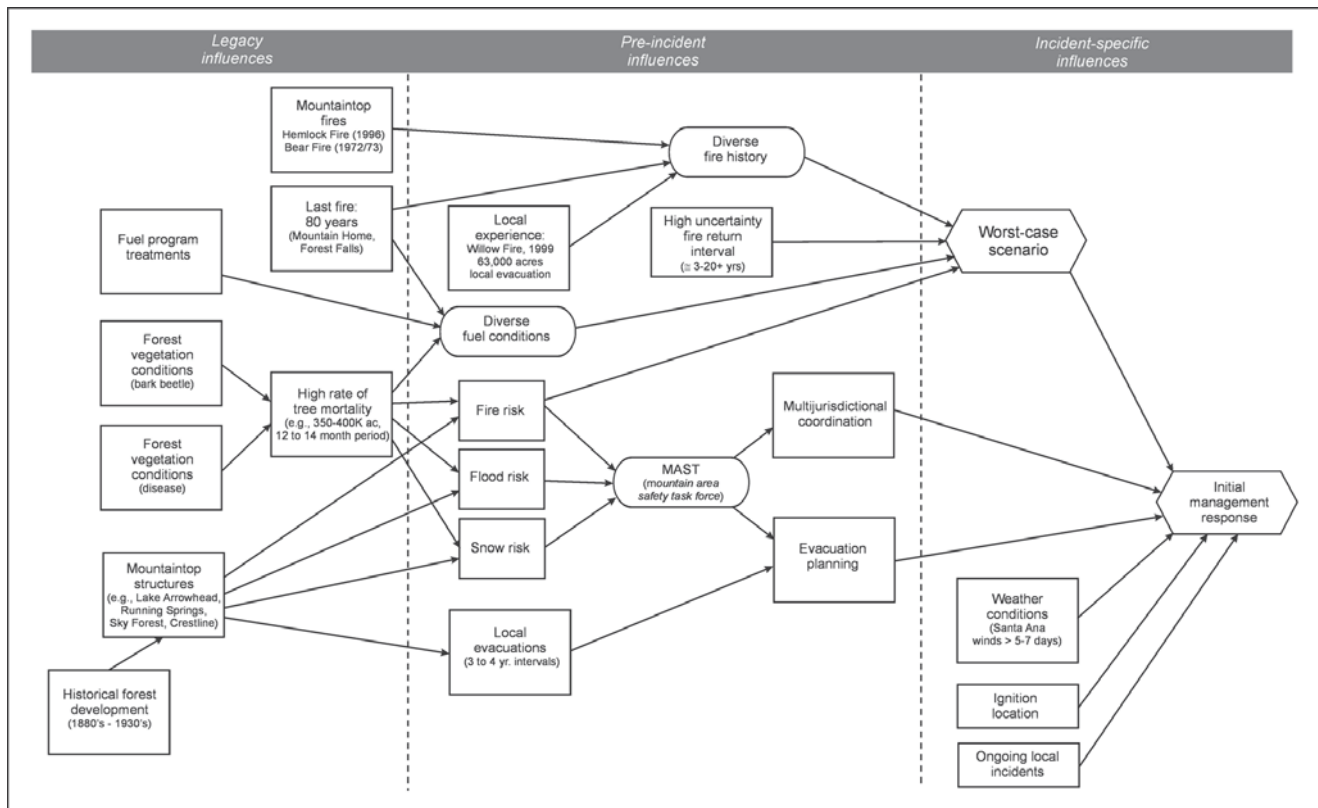 Legacy
influences
Pre-incident
influences
Incident-specific
influences
Mountaintop
fires
Hemlock Fire (1996)
Bear Fire (1972/73)
Diverse
fire history
Last fire:
80 years
(Mountain Home,
Forest Falls)
Fuel program
treatments
Local
experience:
Willow Fire, 1999
63,000 acres
local evacuation
High uncertainty
fire return
interval
(≅ 3-20+ yrs)
Worst-case
scenario
Diverse
fuel conditions
Forest
vegetation
conditions
(bark beetle)
High rate of
tree mortality
(e.g., 350-400K ac,
12 to 14 month period)
Forest
vegetation
conditions
(disease)
Fire risk
Flood risk
Snow risk
MAST
(mountain area
safety task force)
Multijurisdictional
coordination
Evacuation
planning
Initial
management
response
Mountaintop
structures
(e.g., Lake Arrowhead,
Running Springs,
Sky Forest, Crestline)
Local
evacuations
(3 to 4 yr. intervals)
Historical forest
development
(1880's - 1930's)
Weather
conditions
(Santa Ana
winds > 5-7 days)
Ignition
location
Ongoing local
incidents